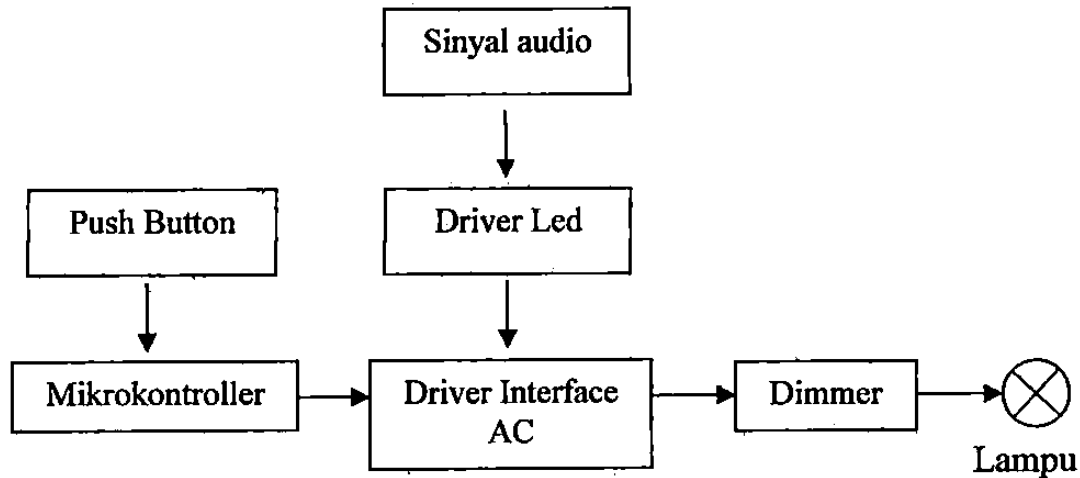 Sinyal audio
Push Button
Driver Led
Mikrokontroller
Driver Interface
AC
Dimmer
Lampu